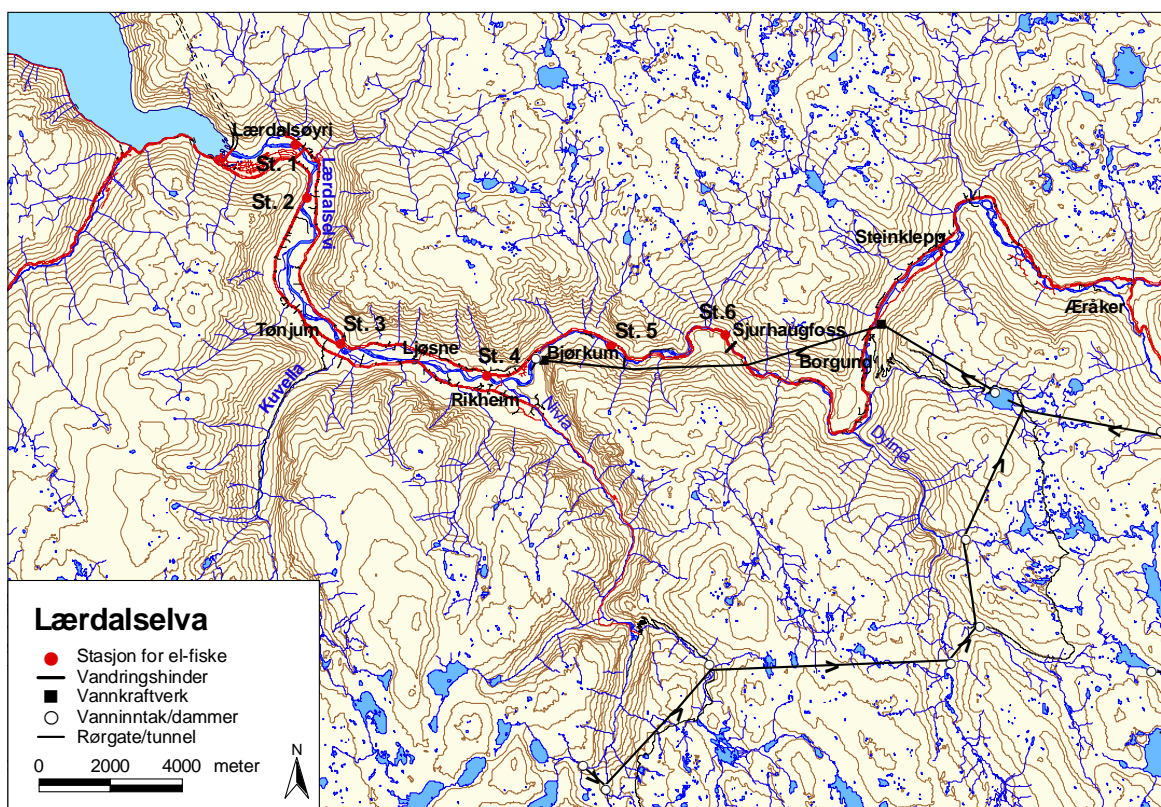 Lærdalsøyri
St. 1
Lærdalselvi
St. 2
Steinklepp
Æråker
St. 3
Tønjum
Ljøsne
St. 4
Bjørkum
St. 5
St.6
Sjurhaugfoss
Borgund
Rikheim
Kuvella
Nivla
Dylma
Lærdalselva
Stasjon for el-fiske
Vandringshinder
Vannkraftverk
Vanninntak/dammer
Rørgate/tunnel
N
0 2000 4000 meter